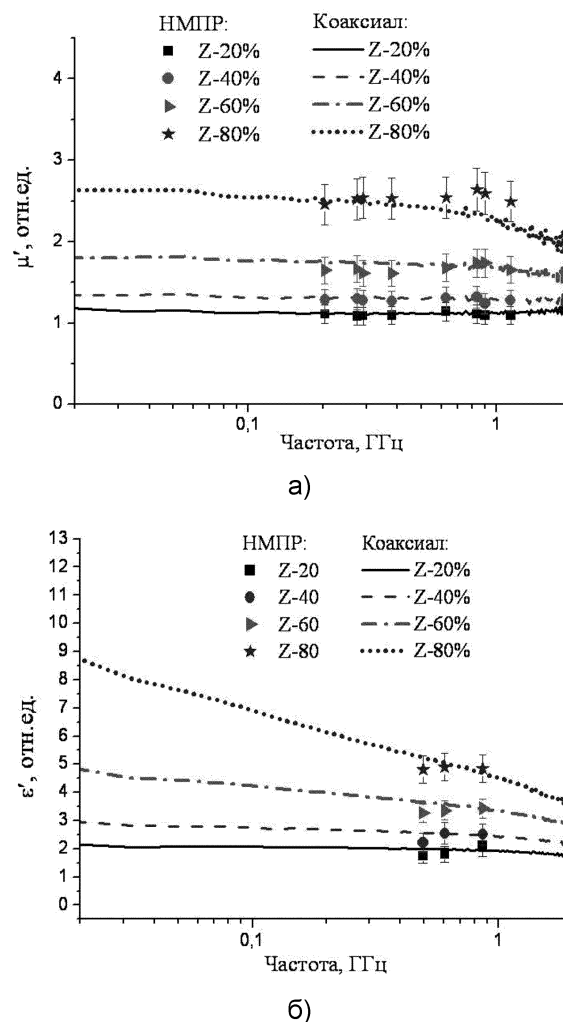 НМПР: Коаксиал:
Z-20% Z-20%
Z-40% Z-40%
Z-60% Z-60%
Z-80% Z-80%
4
3
2
1
0
μ′, отн.ед.
0,1 1
Частота, ГГц
а)
НМПР: Коаксиал:
Z-20 Z-20%
Z-40 Z-40%
Z-60 Z-60%
Z-80 Z-80%
13
12
11
10
9
8
7
6
5
4
3
2
1
0
ε′, отн.ед.
0,1 1
Частота, ГГц
б)